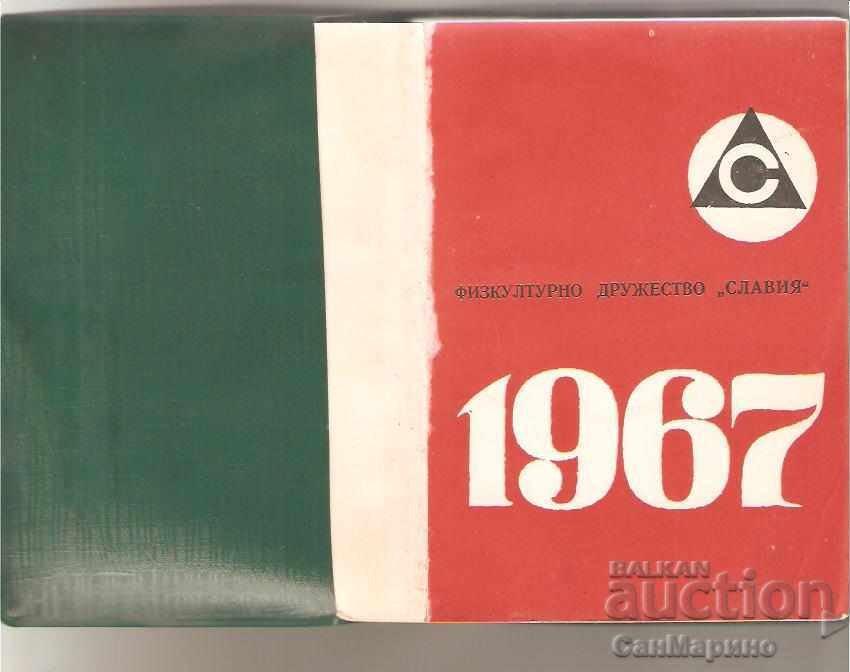 С
ФИЗКУЛТУРНО ДРУЖЕСТВО „СЛАВИЯ“
1967
BALKAN
auction
СанМарино